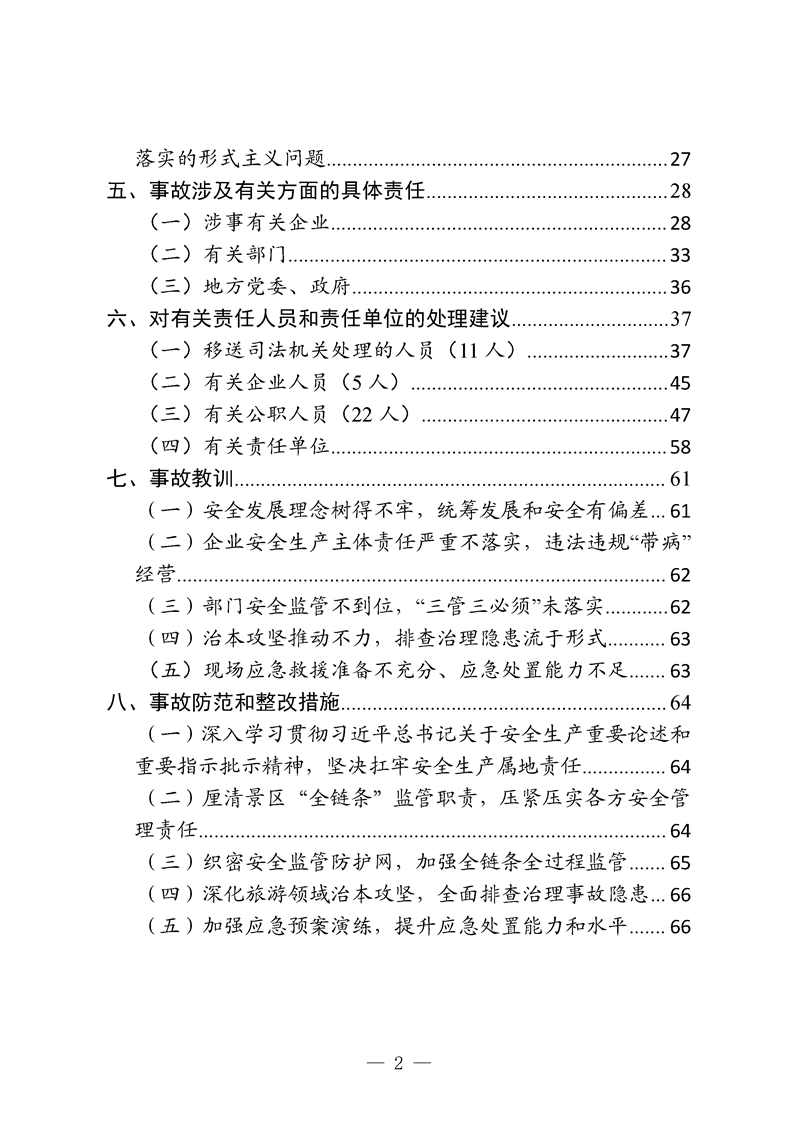 落实的形式主义问题................................................................27
五、事故涉及有关方面的具体责任..............................................28
（一）涉事有关企业................................................................28
（二）有关部门........................................................................33
（三）地方党委、政府............................................................36
六、对有关责任人员和责任单位的处理建议..............................37
（一）移送司法机关处理的人员（11 人）...........................37
（二）有关企业人员（5 人）.................................................45
（三）有关公职人员（22 人）...............................................47
（四）有关责任单位................................................................58
七、事故教训..................................................................................61
（一）安全发展理念树得不牢，统筹发展和安全有偏差...61
（二）企业安全生产主体责任严重不落实，违法违规“带病”
经营.............................................................................................62
（三）部门安全监管不到位，“三管三必须”未落实............62
（四）治本攻坚推动不力，排查治理隐患流于形式...........63
（五）现场应急救援准备不充分、应急处置能力不足.......63
八、事故防范和整改措施..............................................................64
（一）深入学习贯彻习近平总书记关于安全生产重要论述和
重要指示批示精神，坚决扛牢安全生产属地责任................64
（二）厘清景区“全链条”监管职责，压紧压实各方安全管
理责任.........................................................................................64
（三）织密安全监管防护网，加强全链条全过程监管.......65
（四）深化旅游领域治本攻坚，全面排查治理事故隐患...66
（五）加强应急预案演练，提升应急处置能力和水平.......66
— 2 —